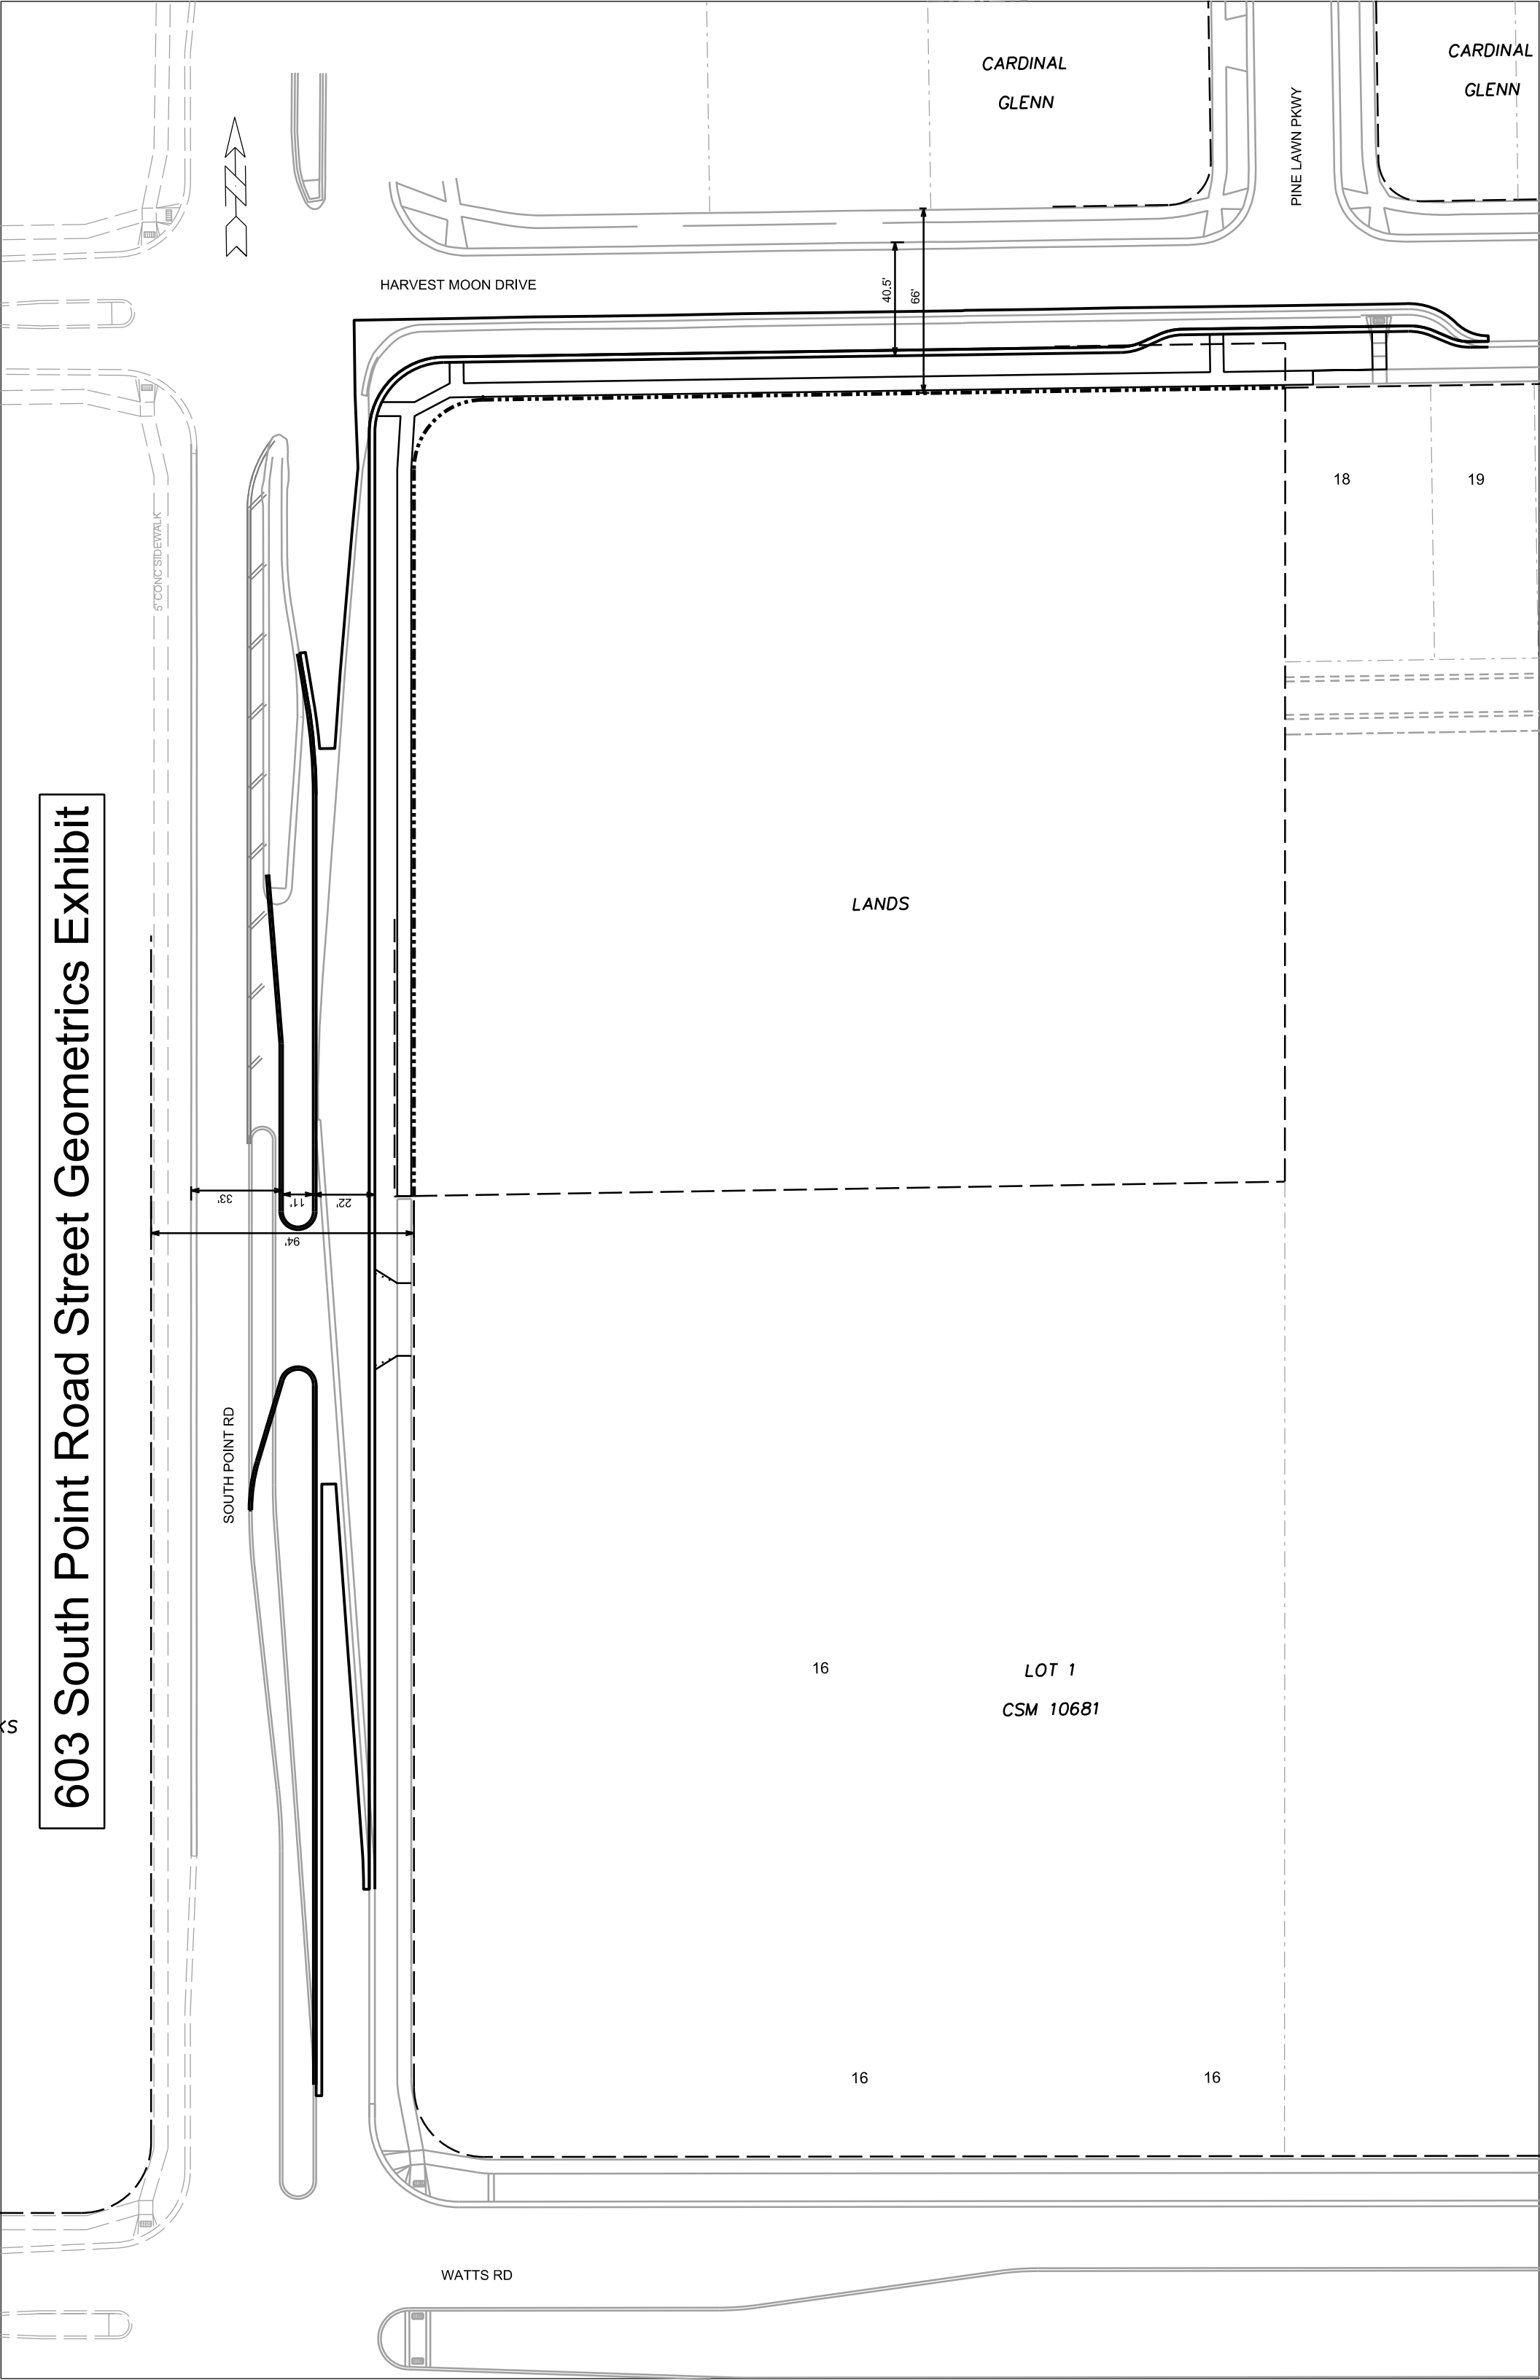 CARDINAL
GLENN
CARDINAL
GLENN
PINE LAWN PKWY
HARVEST MOON DRIVE
40.5'
66'
18
19
5' CONC SIDEWALK
603 South Point Road Street Geometrics Exhibit
LANDS
33'
11'
22'
94'
SOUTH POINT RD
16
LOT 1
CSM 10681
KS
16
16
WATTS RD